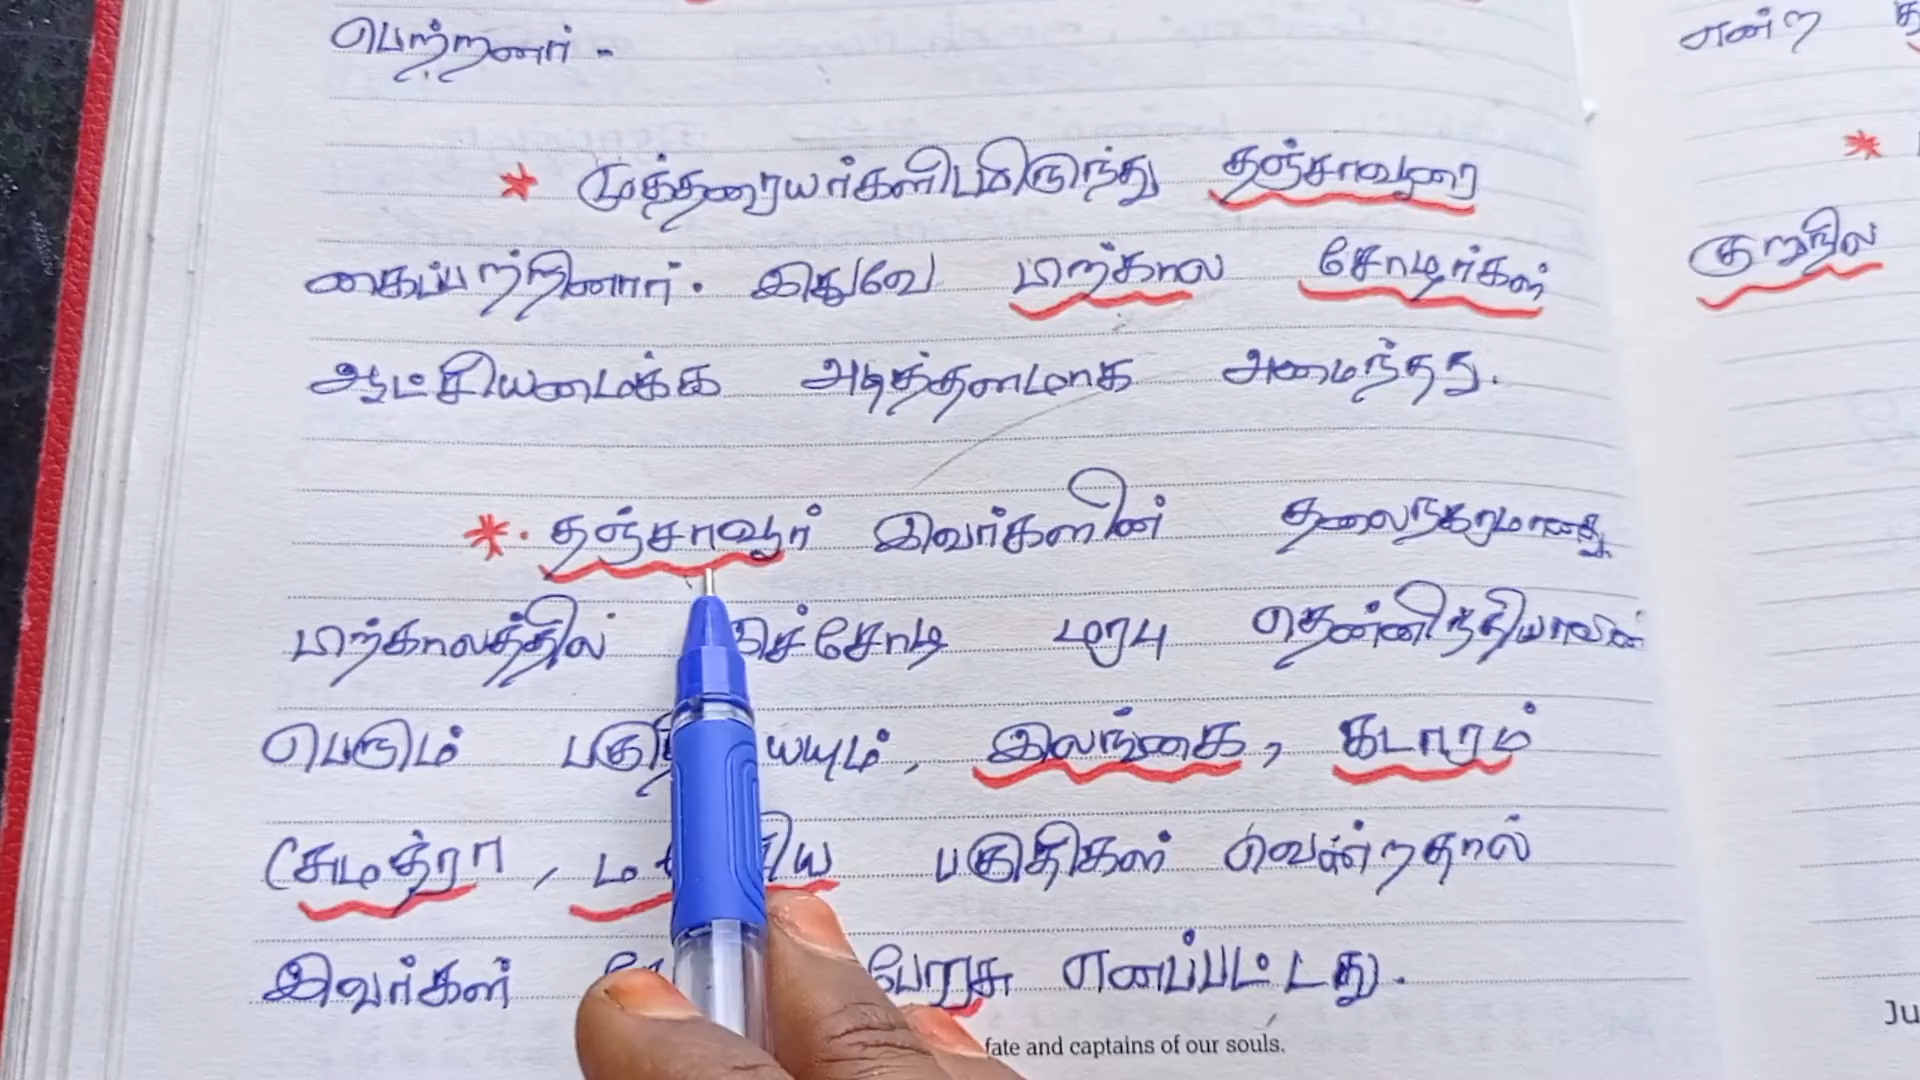 பெற்றனர்.
* முத்தரையர்களிடமிருந்து தஞ்சாவூரை
கைப்பற்றினார். இதுவே பிற்கால சோழர்கள்
ஆட்சியமைக்க அடித்தளமாக அமைந்தது.
*. தஞ்சாவூர் இவர்களின் தலைநகரமானது
பிற்காலத்தில் மரபு தென்னிந்தியாவின்
பெரும் , இலங்கை, கடாரம்
(சுமத்ரா , பகுதிகள் வென்றதால்
இவர்கள் பேரரசு எனப்பட்டது.
fate and captains of our souls.
என்ற
*
குறுநில
Ju